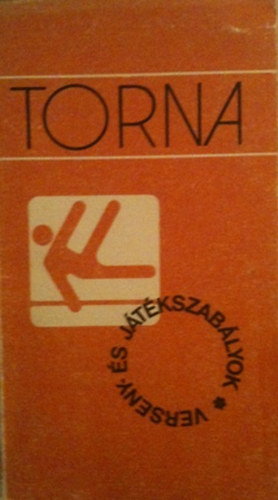 TORNA
VERSENY- ÉS JÁTÉKSZABÁLYOK *